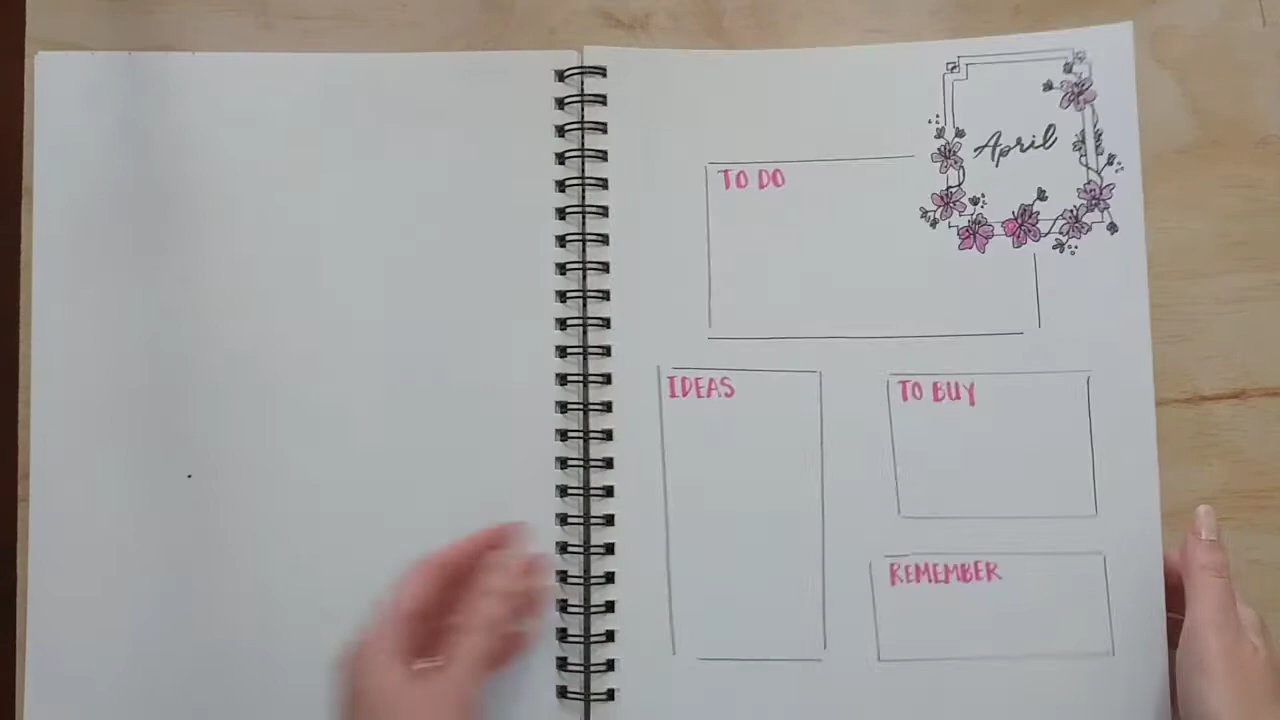 April
TO DO
IDEAS
TO BUY
REMEMBER